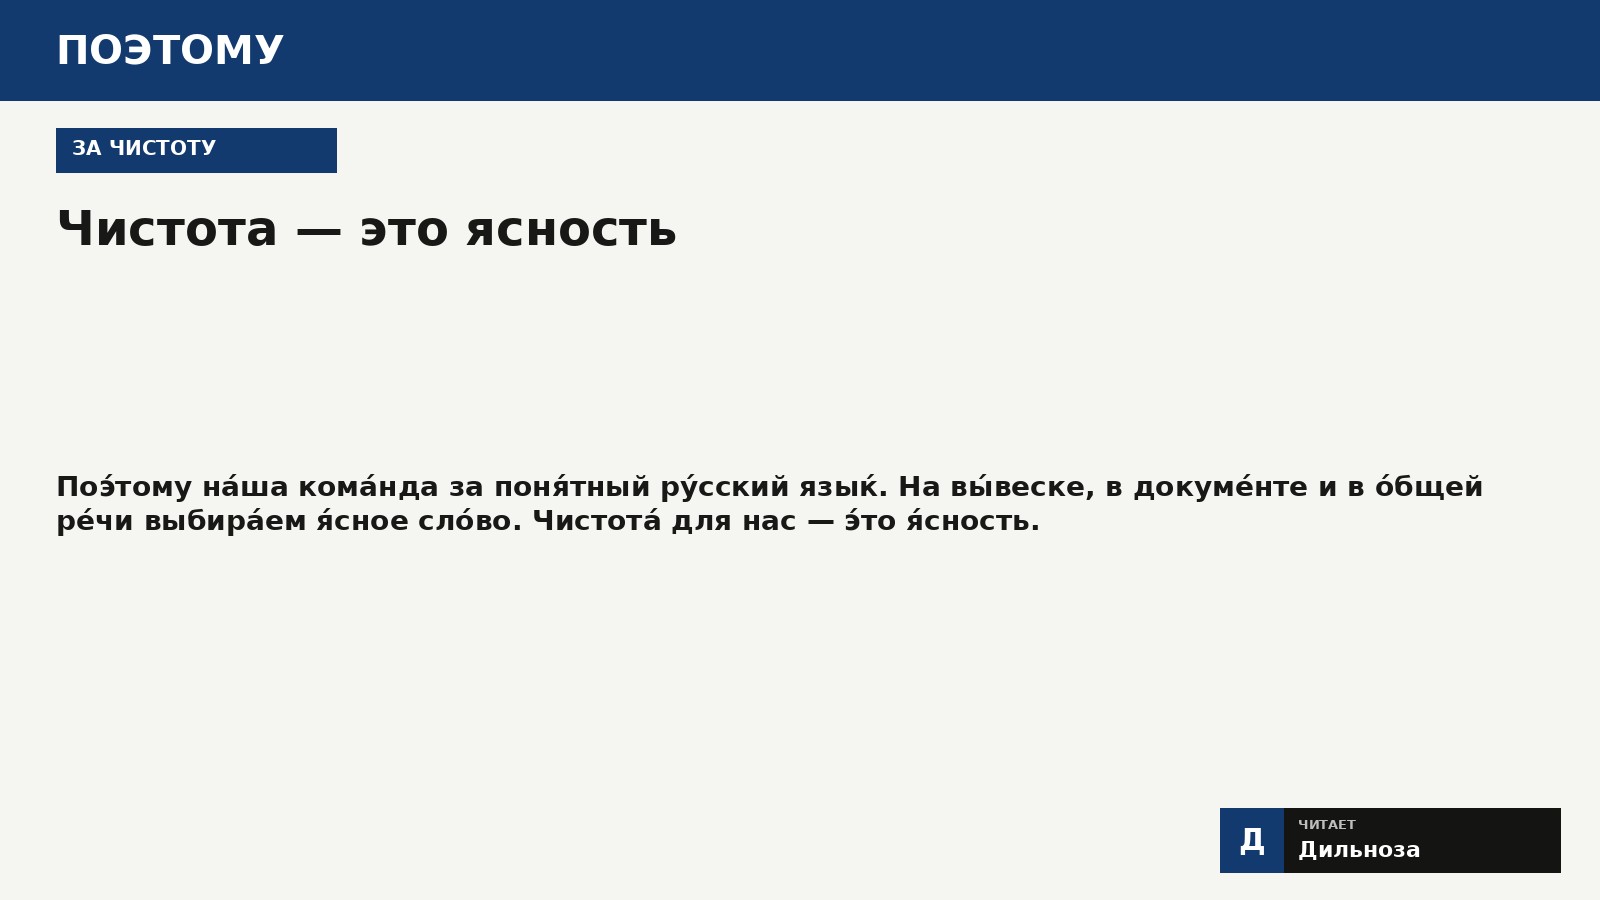 ПОЭТОМУ
ЗА ЧИСТОТУ
Чистота — это ясность
Поэ́тому на́ша кома́нда за поня́тный ру́сский язы́к. На вы́веске, в докуме́нте и в о́бщей
ре́чи выбира́ем я́сное сло́во. Чистота́ для нас — э́то я́сность.
Д
ЧИТАЕТ
Дильноза